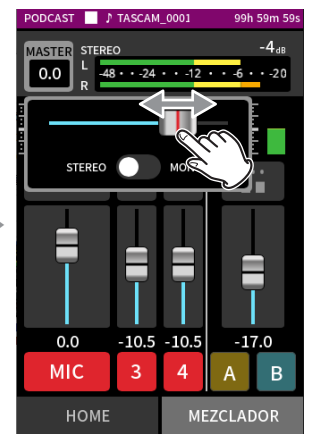 PODCAST ♪ TASCAM_0001 99h 59m 59s
MASTER STEREO -4dB
0.0 L
-48 · · -24 · · -12 · · -6 · · -20
R
STEREO MON
0.0 -10.5 -10.5 -17.0
MIC 3 4 A B
HOME MEZCLADOR